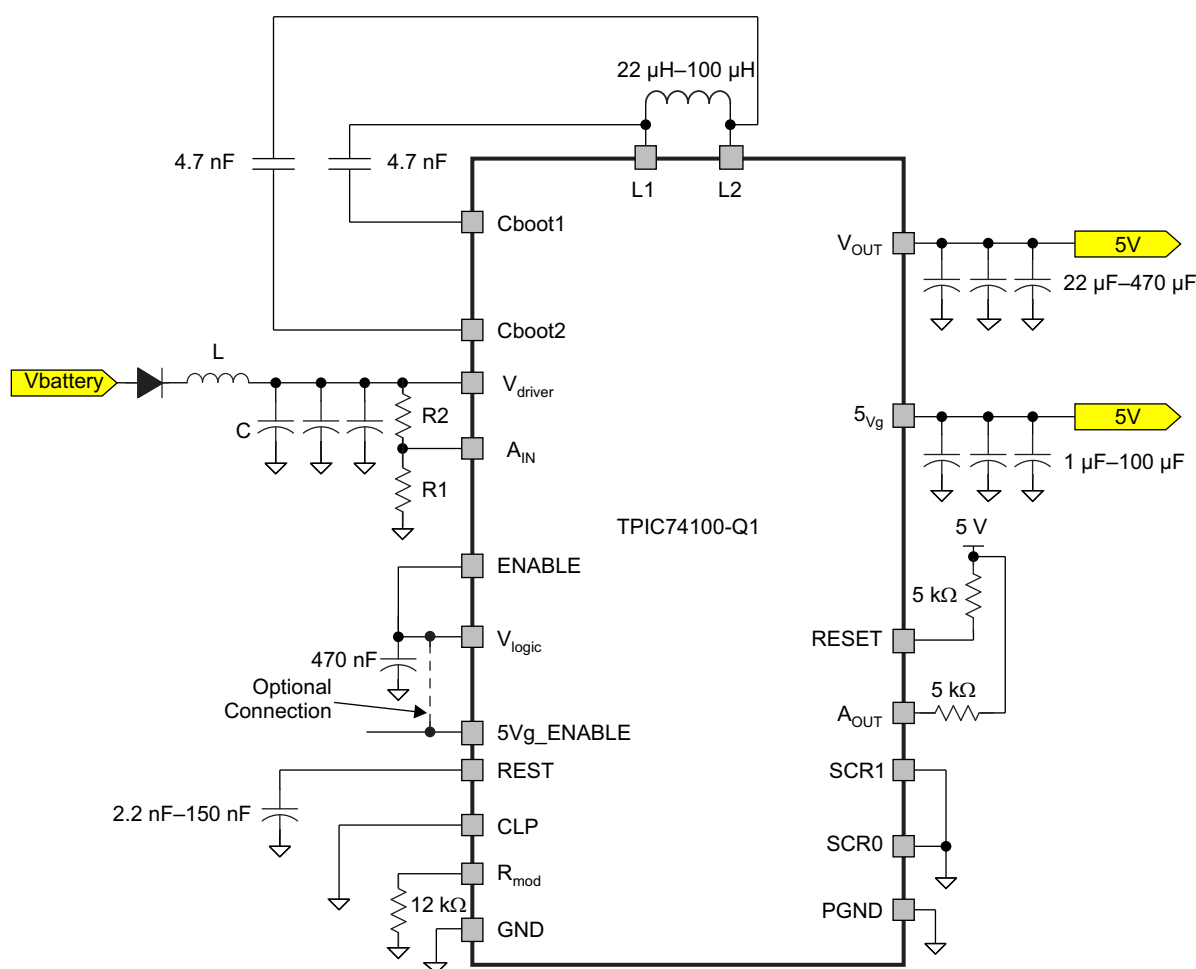 22 µH–100 µH
4.7 nF
4.7 nF
L1
L2
Cboot1
VOUT
5V
22 µF–470 µF
Cboot2
L
Vbattery
Vdriver
R2
C
AIN
R1
5Vg
5V
1 µF–100 µF
TPIC74100-Q1
5 V
ENABLE
5 kΩ
RESET
Vlogic
470 nF
Optional
Connection
5 kΩ
AOUT
5Vg_ENABLE
REST
SCR1
2.2 nF–150 nF
CLP
SCR0
Rmod
12 kΩ
PGND
GND